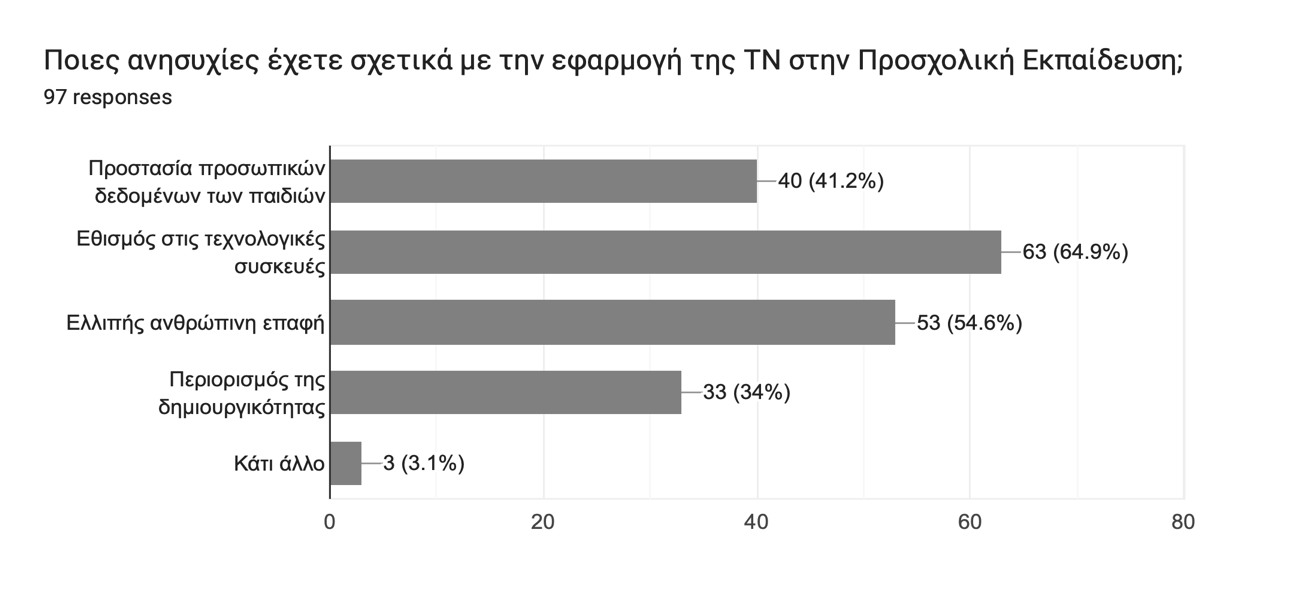 Ποιες ανησυχίες έχετε σχετικά με την εφαρμογή της ΤΝ στην Προσχολική Εκπαίδευση;
97 responses
Προστασία προσωπικών
δεδομένων των παιδιών
40 (41.2%)
Εθισμός στις τεχνολογικές
συσκευές
63 (64.9%)
Ελλιπής ανθρώπινη επαφή
53 (54.6%)
Περιορισμός της
δημιουργικότητας
33 (34%)
Κάτι άλλο
3 (3.1%)
0 20 40 60 80